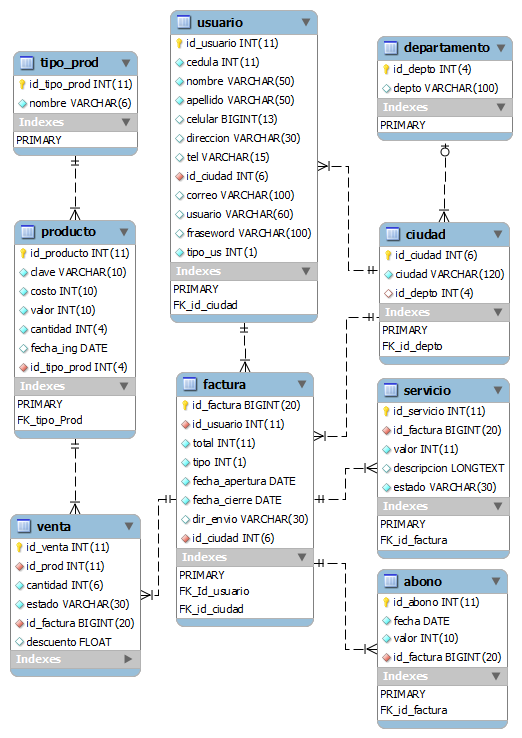 tipo_prod
id_tipo_prod INT(11)
nombre VARCHAR(6)
Indexes
PRIMARY
usuario
id_usuario INT(11)
cedula INT(11)
nombre VARCHAR(50)
apellido VARCHAR(50)
celular BIGINT(13)
direccion VARCHAR(30)
tel VARCHAR(15)
id_ciudad INT(6)
correo VARCHAR(100)
usuario VARCHAR(60)
fraseword VARCHAR(100)
tipo_us INT(1)
Indexes
PRIMARY
FK_id_ciudad
departamento
id_depto INT(4)
depto VARCHAR(100)
Indexes
PRIMARY
producto
id_producto INT(11)
clave VARCHAR(10)
costo INT(10)
valor INT(10)
cantidad INT(4)
fecha_ing DATE
id_tipo_prod INT(4)
Indexes
PRIMARY
FK_tipo_Prod
ciudad
id_ciudad INT(6)
ciudad VARCHAR(120)
id_depto INT(4)
Indexes
PRIMARY
FK_id_depto
factura
id_factura BIGINT(20)
id_usuario INT(11)
total INT(11)
tipo INT(1)
fecha_apertura DATE
fecha_cierre DATE
dir_envio VARCHAR(30)
id_ciudad INT(6)
Indexes
PRIMARY
FK_Id_usuario
FK_id_ciudad
servicio
id_servicio INT(11)
id_factura BIGINT(20)
valor INT(11)
descripcion LONGTEXT
estado VARCHAR(30)
Indexes
PRIMARY
FK_id_factura
venta
id_venta INT(11)
id_prod INT(11)
cantidad INT(6)
estado VARCHAR(30)
id_factura BIGINT(20)
descuento FLOAT
Indexes
abono
id_abono INT(11)
fecha DATE
valor INT(10)
id_factura BIGINT(20)
Indexes
PRIMARY
FK_id_factura